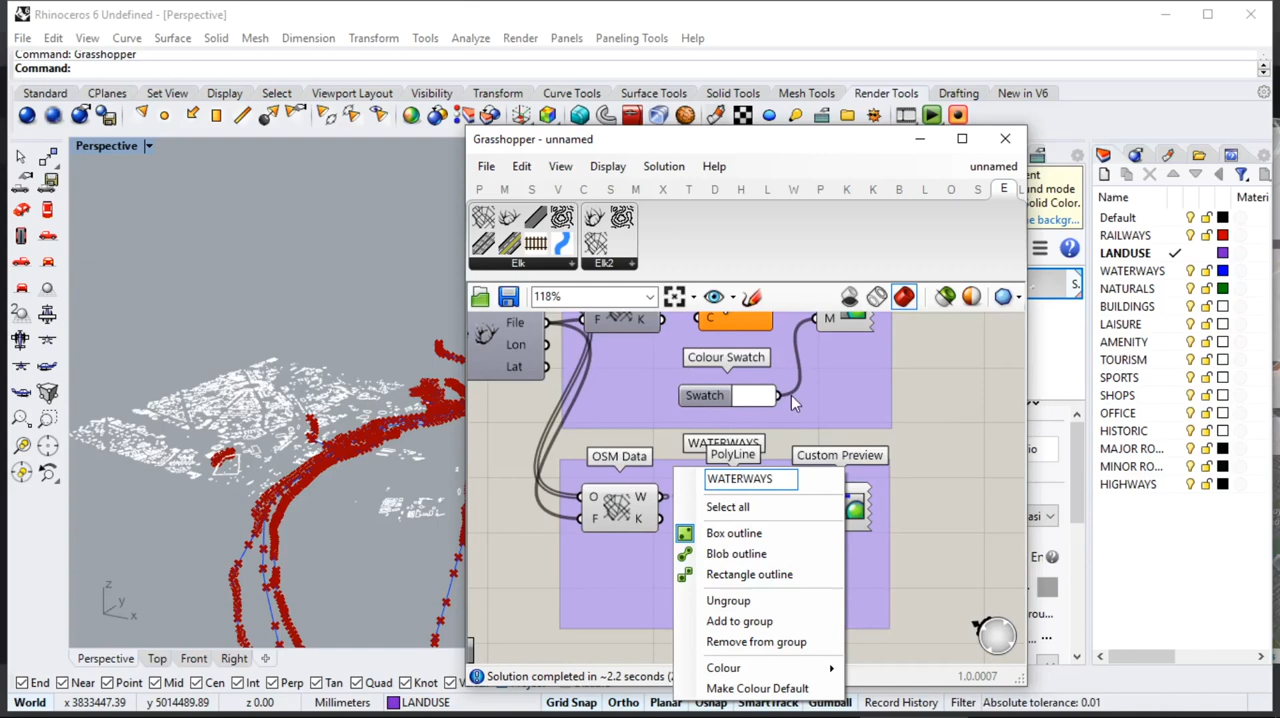 Rhinoceros 6 Undefined - [Perspective]
File Edit View Curve Surface Solid Mesh Dimension Transform Tools Analyze Render Panels Paneling Tools Help
Command: Grasshopper
Command:
Standard CPlanes Set View Display Select Viewport Layout Visibility Transform Curve Tools Surface Tools Solid Tools Mesh Tools Render Tools Drafting New in V6
Perspective
Grasshopper - unnamed
File Edit View Display Solution Help unnamed
P M S V C S M X T D H L W P K K B L O S E
Elk Elk2
118%
File
Lon
Lat
F K
C
M
Colour Swatch
Swatch
WATERWAYS
PolyLine
OSM Data
Custom Preview
O W
F K
WATERWAYS
Select all
Box outline
Blob outline
Rectangle outline
Ungroup
Add to group
Remove from group
Colour
Make Colour Default
Solution completed in ~2.2 seconds
1.0.0007
ent
and mode
Solid Color.
e backgr...
S.
Name Materi
Default
RAILWAYS
LANDUSE
WATERWAYS
NATURALS
BUILDINGS
LAISURE
AMENITY
TOURISM
SPORTS
SHOPS
OFFICE
HISTORIC
MAJOR RO...
MINOR RO...
HIGHWAYS
z
y
x
Perspective Top Front Right
End Near Point Mid Cen Int Perp Tan Quad Knot
World x 3833447.39 y 5014489.89 z 0.00 Millimeters LANDUSE Grid Snap Ortho Planar Osnap SmartTrack Gumball Record History Filter Absolute tolerance: 0.01